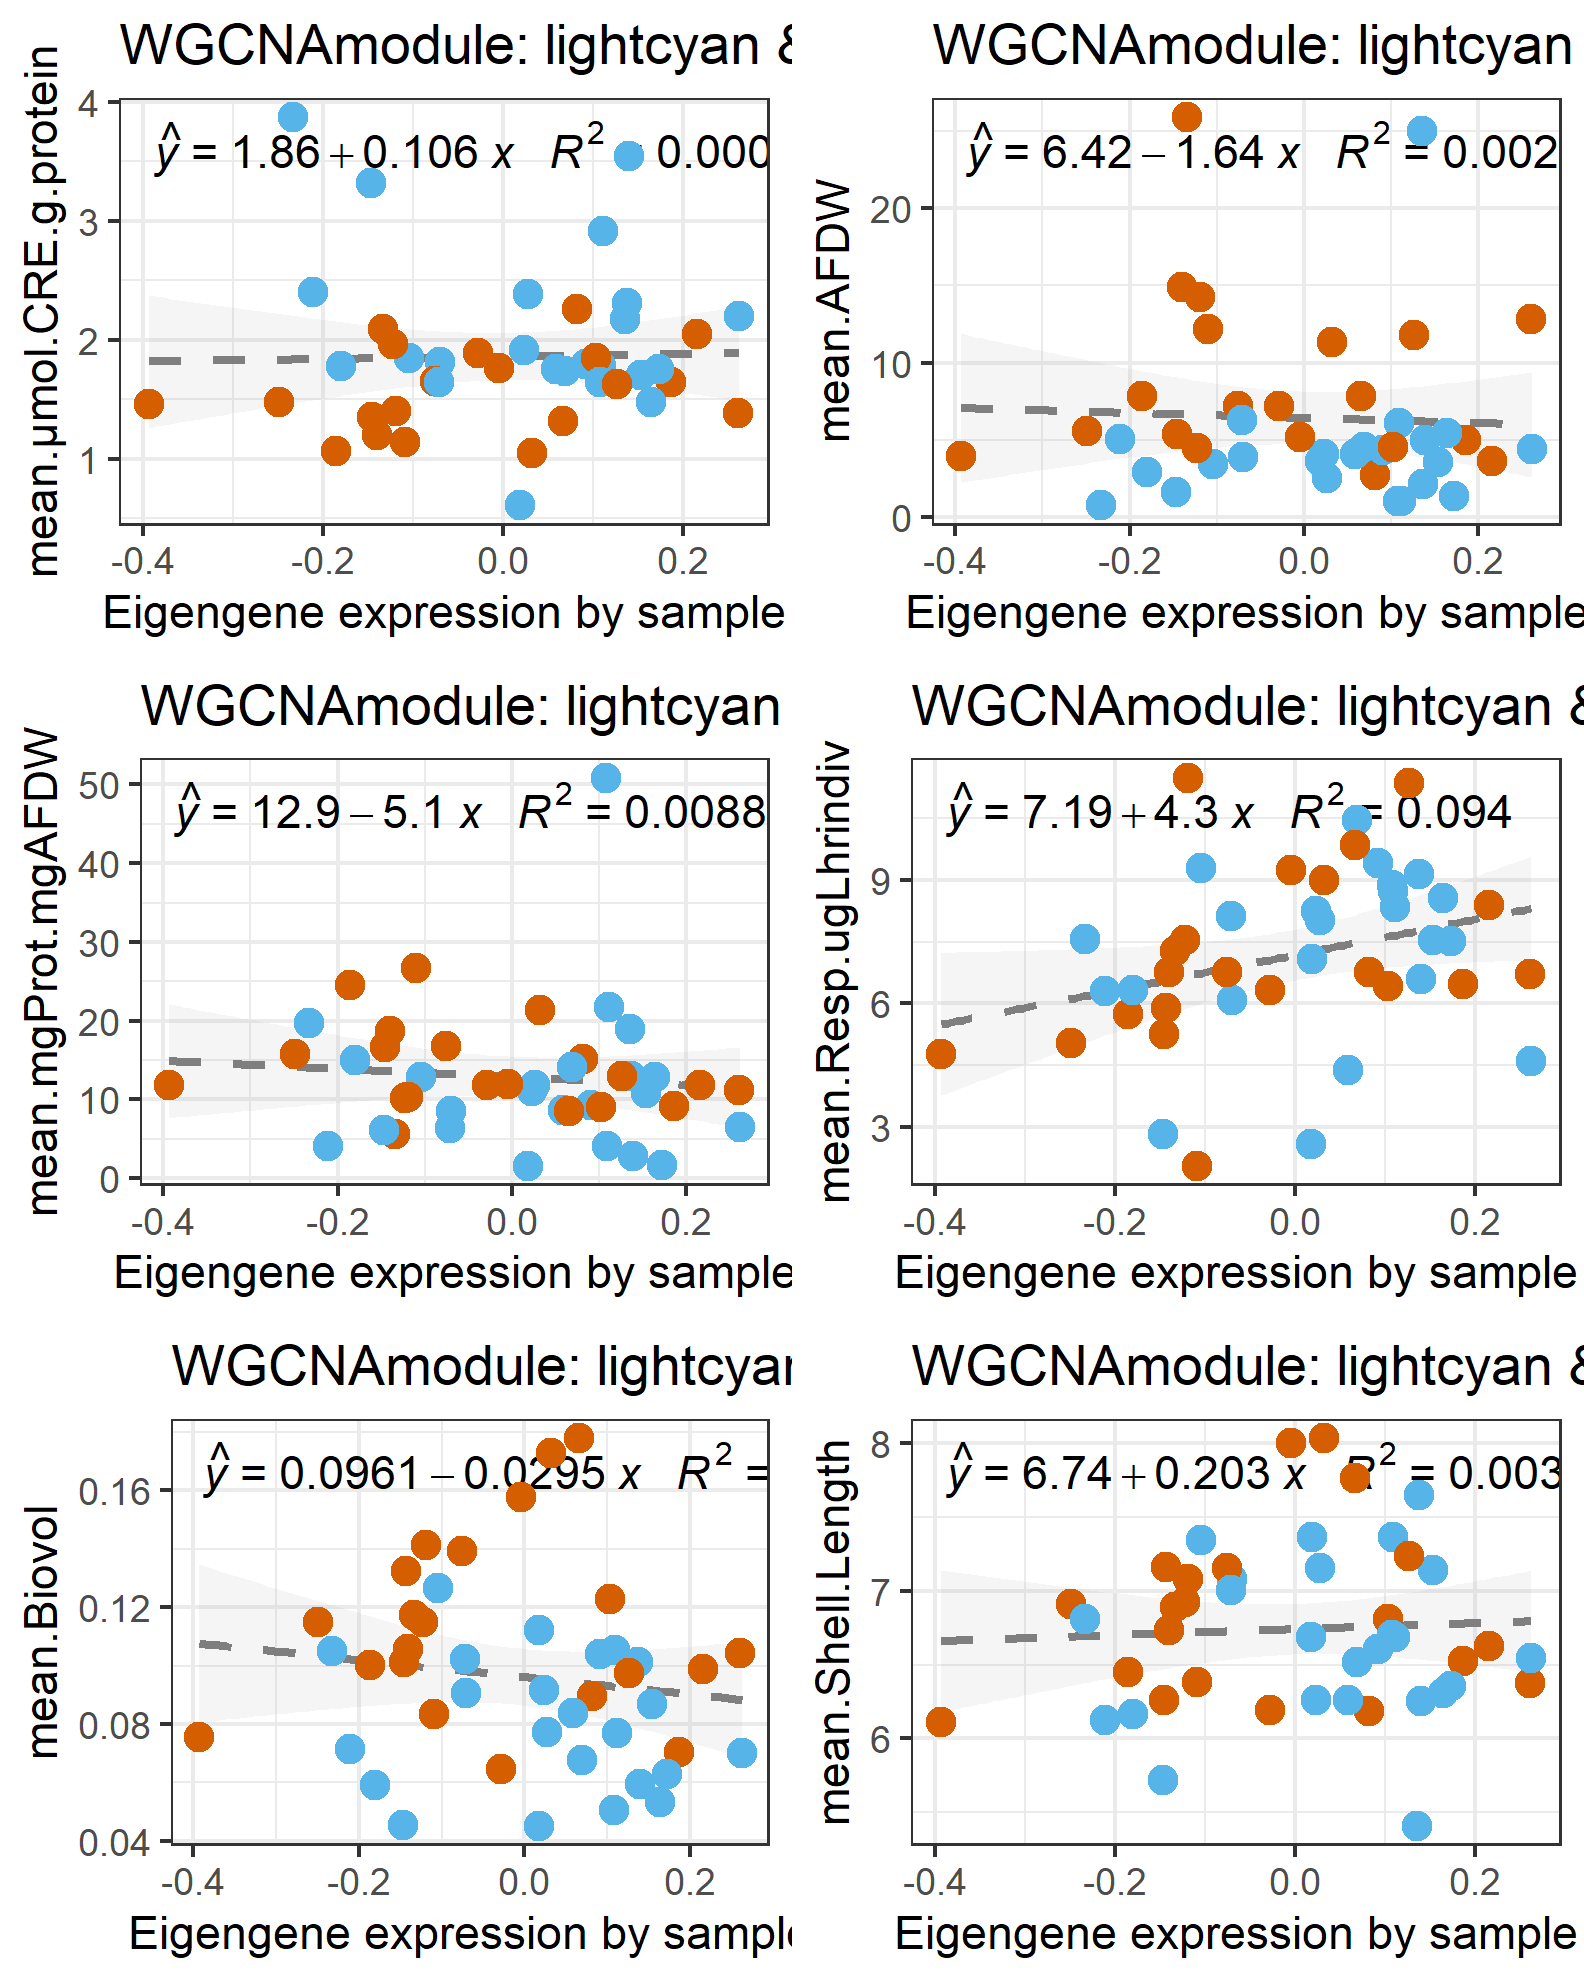 WGCNAmodule: lightcyan &
mean.µmol.CRE.g.protein
4
3
2
1
ŷ = 1.86 + 0.106 x R² 0.000
-0.4 -0.2 0.0 0.2
Eigengene expression by sample
WGCNAmodule: lightcyan
mean.AFDW
20
10
0
ŷ = 6.42 − 1.64 x R² = 0.002
-0.4 -0.2 0.0 0.2
Eigengene expression by sample
WGCNAmodule: lightcyan
mean.mgProt.mgAFDW
50
40
30
20
10
0
ŷ = 12.9 − 5.1 x R² = 0.0088
-0.4 -0.2 0.0 0.2
Eigengene expression by sample
WGCNAmodule: lightcyan &
mean.Resp.ugLhrindiv
9
6
3
ŷ = 7.19 + 4.3 x R² = 0.094
-0.4 -0.2 0.0 0.2
Eigengene expression by sample
WGCNAmodule: lightcyan
mean.Biovol
0.16
0.12
0.08
0.04
ŷ = 0.0961 − 0.0295 x R² =
-0.4 -0.2 0.0 0.2
Eigengene expression by sample
WGCNAmodule: lightcyan &
mean.Shell.Length
8
7
6
ŷ = 6.74 + 0.203 x R² = 0.003
-0.4 -0.2 0.0 0.2
Eigengene expression by sample